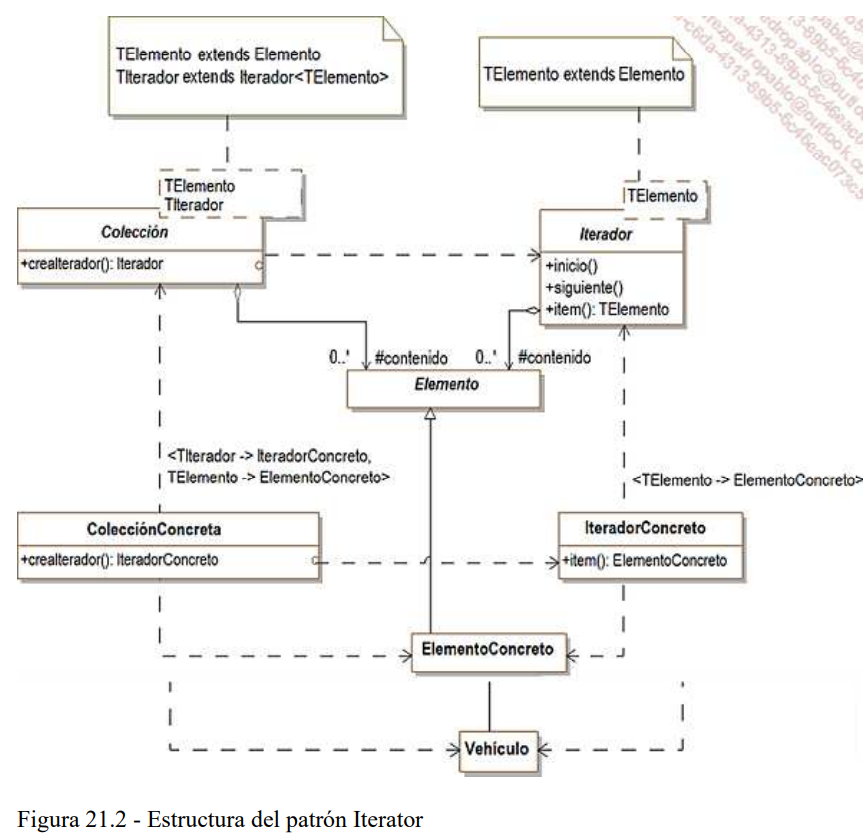 TElemento extends Elemento
TIterador extends Iterador<TElemento>
TElemento extends Elemento
TElemento
TIterador
TElemento
Colección
+creaIterador(): Iterador
Iterador
+inicio()
+siguiente()
+item(): TElemento
0..* #contenido
0..* #contenido
Elemento
<TIterador -> IteradorConcreto,
TElemento -> ElementoConcreto>
<TElemento -> ElementoConcreto>
ColecciónConcreta
+creaIterador(): IteradorConcreto
IteradorConcreto
+item(): ElementoConcreto
ElementoConcreto
Vehículo
Figura 21.2 - Estructura del patrón Iterator